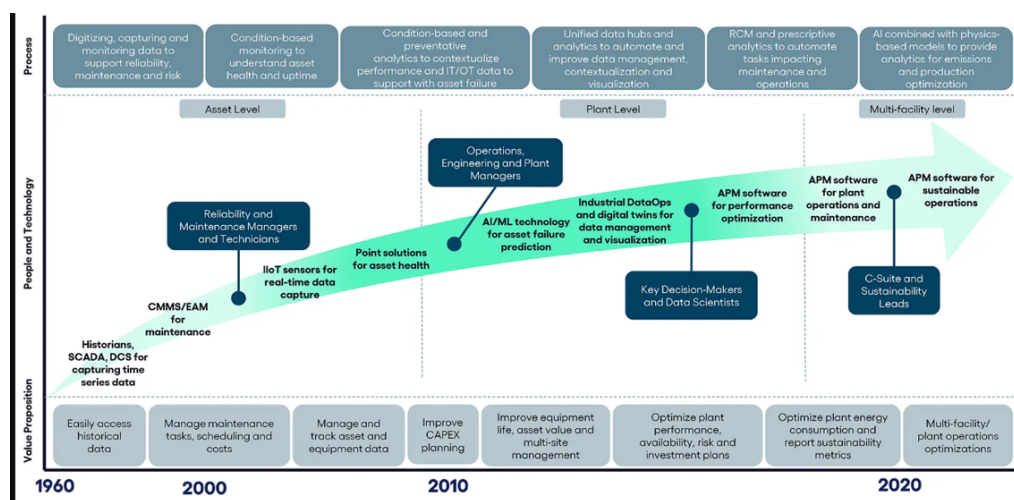 Process
Digitizing, capturing and
monitoring data to
support reliability,
maintenance and risk
Condition-based
monitoring to
understand asset
health and uptime
Condition-based and
preventative
analytics to contextualize
performance and IT/OT data to
support with asset failure
Unified data hubs and
analytics to automate and
improve data management,
contextualization and
visualization
RCM and prescriptive
analytics to automate
tasks impacting
maintenance and
operations
AI combined with physics-
based models to provide
analytics for emissions and
production
optimization
Asset Level
Plant Level
Multi-facility level
People and Technology
Historians,
SCADA, DCS for
capturing time
series data
CMMS/EAM
for
maintenance
Reliability and
Maintenance Managers
and Technicians
IIoT sensors for
real-time data
capture
Point solutions
for asset health
Operations,
Engineering and Plant
Managers
AI/ML technology
for asset failure
prediction
Industrial DataOps
and digital twins for
data management
and visualization
Key Decision-Makers
and Data Scientists
APM software
for performance
optimization
APM software
for plant
operations and
maintenance
C-Suite and
Sustainability
Leads
APM software for
sustainable
operations
Value Proposition
Easily access
historical
data
Manage maintenance
tasks, scheduling and
costs
Manage and
track asset and
equipment data
Improve
CAPEX
planning
Improve equipment
life, asset value and
multi-site
management
Optimize plant
performance,
availability, risk and
investment plans
Optimize plant energy
consumption and
report sustainability
metrics
Multi-facility/
plant operations
optimizations
1960
2000
2010
2020